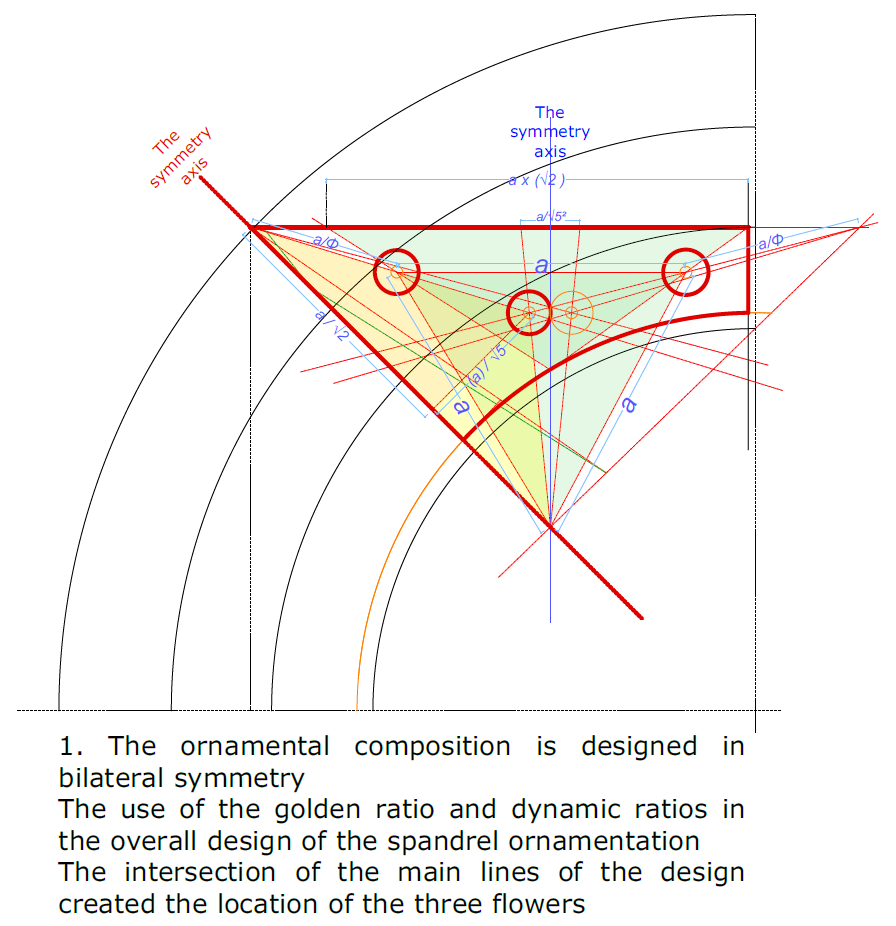 The
symmetry
axis
The
symmetry
axis
a x (√2 )
a/√5²
a/Φ
a
a/Φ
a / √2
(a) / √5
a
a
1. The ornamental composition is designed in
bilateral symmetry
The use of the golden ratio and dynamic ratios in
the overall design of the spandrel ornamentation
The intersection of the main lines of the design
created the location of the three flowers